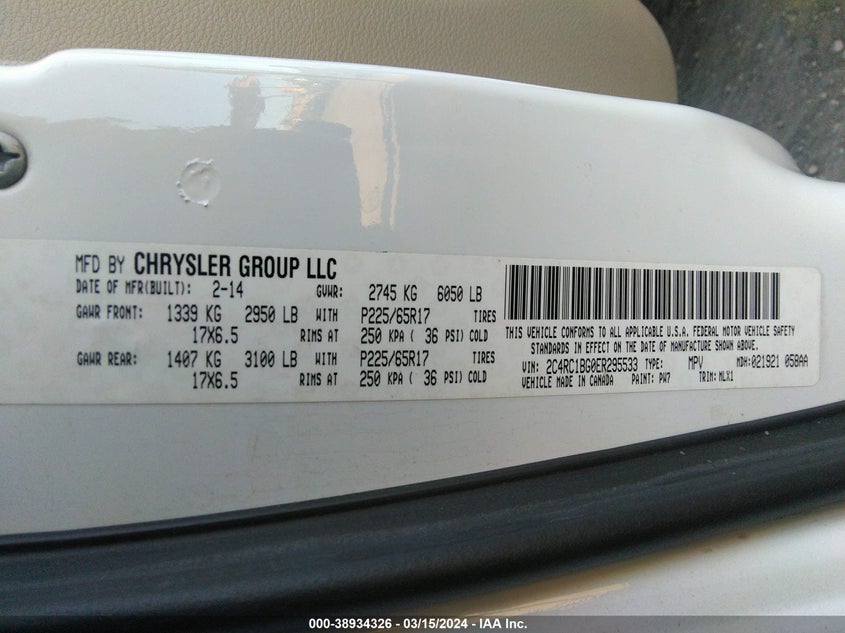 MFD BY CHRYSLER GROUP LLC
DATE OF MFR(BUILT): 2-14 GVWR: 2745 KG 6050 LB
GAWR FRONT: 1339 KG 2950 LB WITH P225/65R17 TIRES
17X6.5 RIMS AT 250 KPA ( 36 PSI) COLD
GAWR REAR: 1407 KG 3100 LB WITH P225/65R17 TIRES
17X6.5 RIMS AT 250 KPA ( 36 PSI) COLD
THIS VEHICLE CONFORMS TO ALL APPLICABLE U.S.A. FEDERAL MOTOR VEHICLE SAFETY
STANDARDS IN EFFECT ON THE DATE OF MANUFACTURE SHOWN ABOVE.
VIN: 2C4RC1BG0ER295533 TYPE: MPV MDH:021921 058AA
VEHICLE MADE IN CANADA PAINT: PW7 TRIM: MLX1
000-38934326 - 03/15/2024 - IAA Inc.